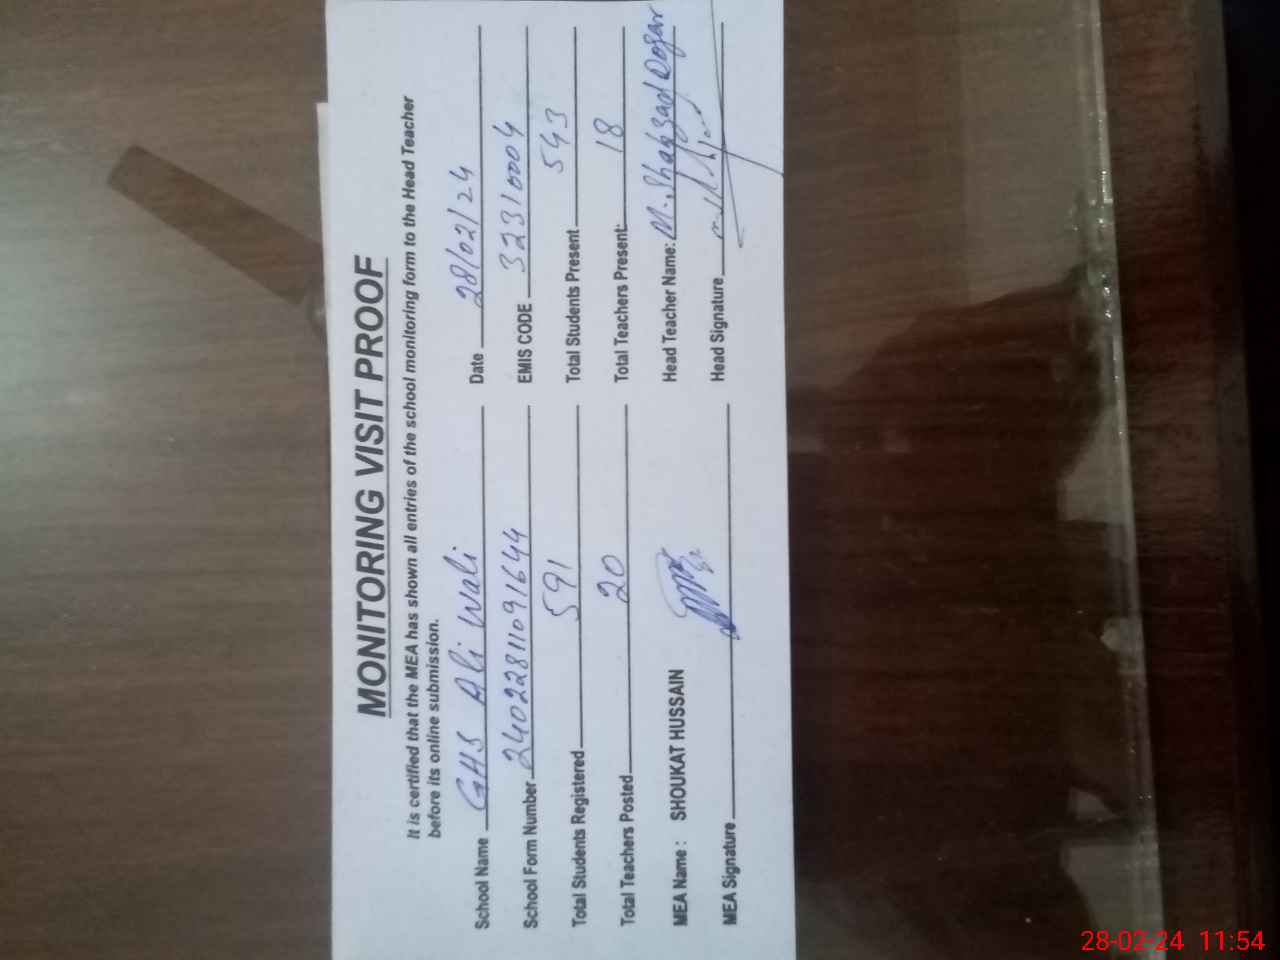 MONITORING VISIT PROOF
It is certified that the MEA has shown all entries of the school monitoring form to the Head Teacher
before its online submission.
School Name GHS Ali Wali Date 28/02/24
School Form Number 24022811091644 EMIS CODE 32310004
Total Students Registered 591 Total Students Present 543
Total Teachers Posted 20 Total Teachers Present: 18
MEA Name : SHOUKAT HUSSAIN Head Teacher Name: M. Shahzad Dogar
MEA Signature Head Signature
28-02-24 11:54